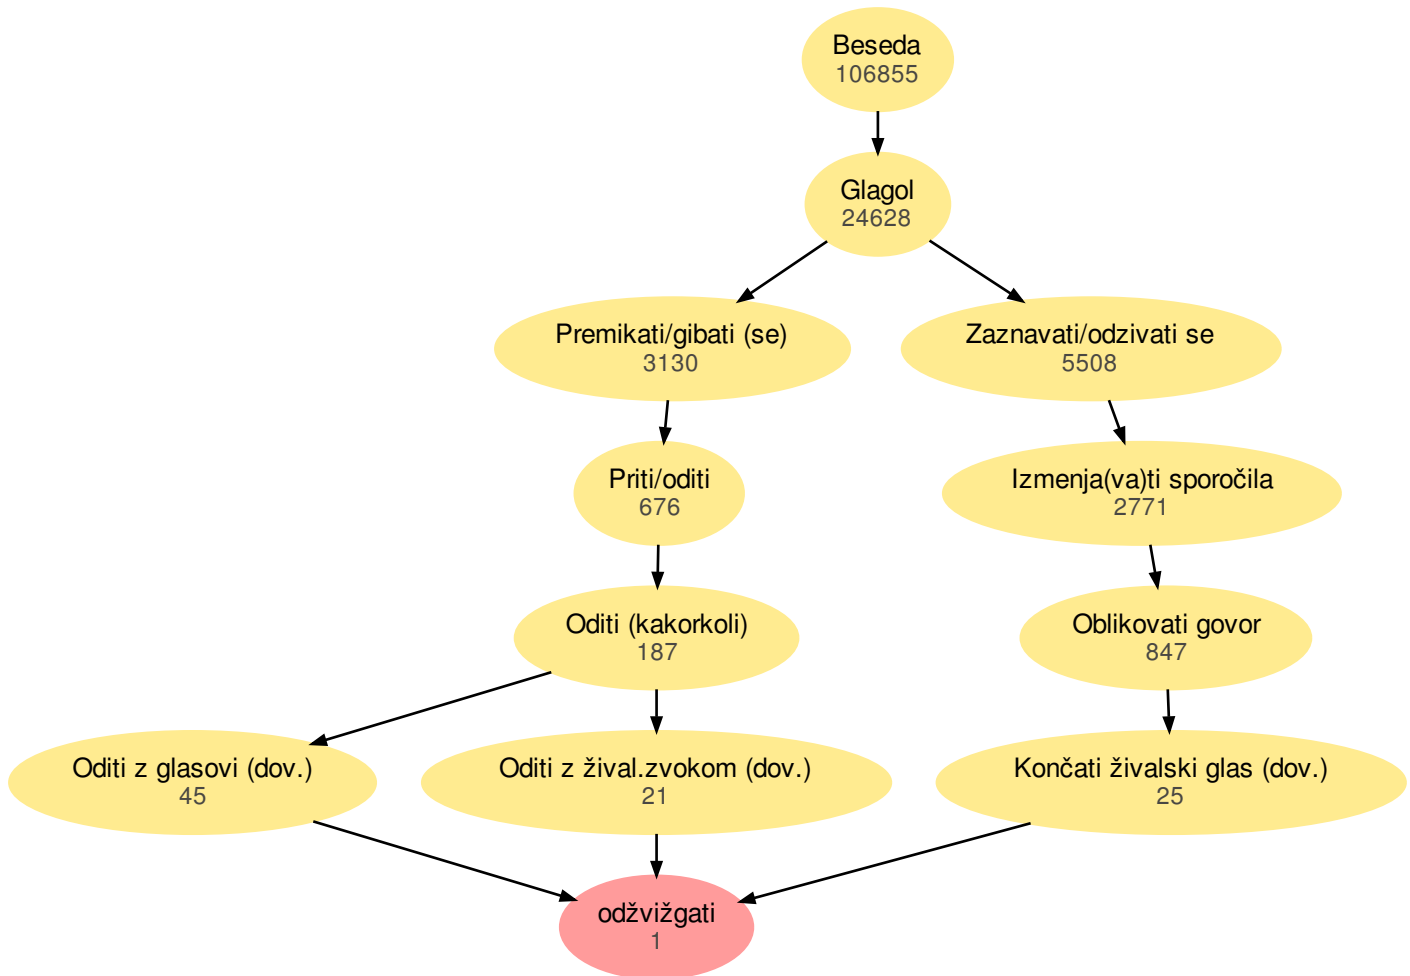 Beseda
106855
Glagol
24628
Premikati/gibati (se)
3130
Zaznavati/odzivati se
5508
Priti/oditi
676
Izmenja(va)ti sporočila
2771
Oditi (kakorkoli)
187
Oblikovati govor
847
Oditi z glasovi (dov.)
45
Oditi z žival.zvokom (dov.)
21
Končati živalski glas (dov.)
25
odžvižgati
1